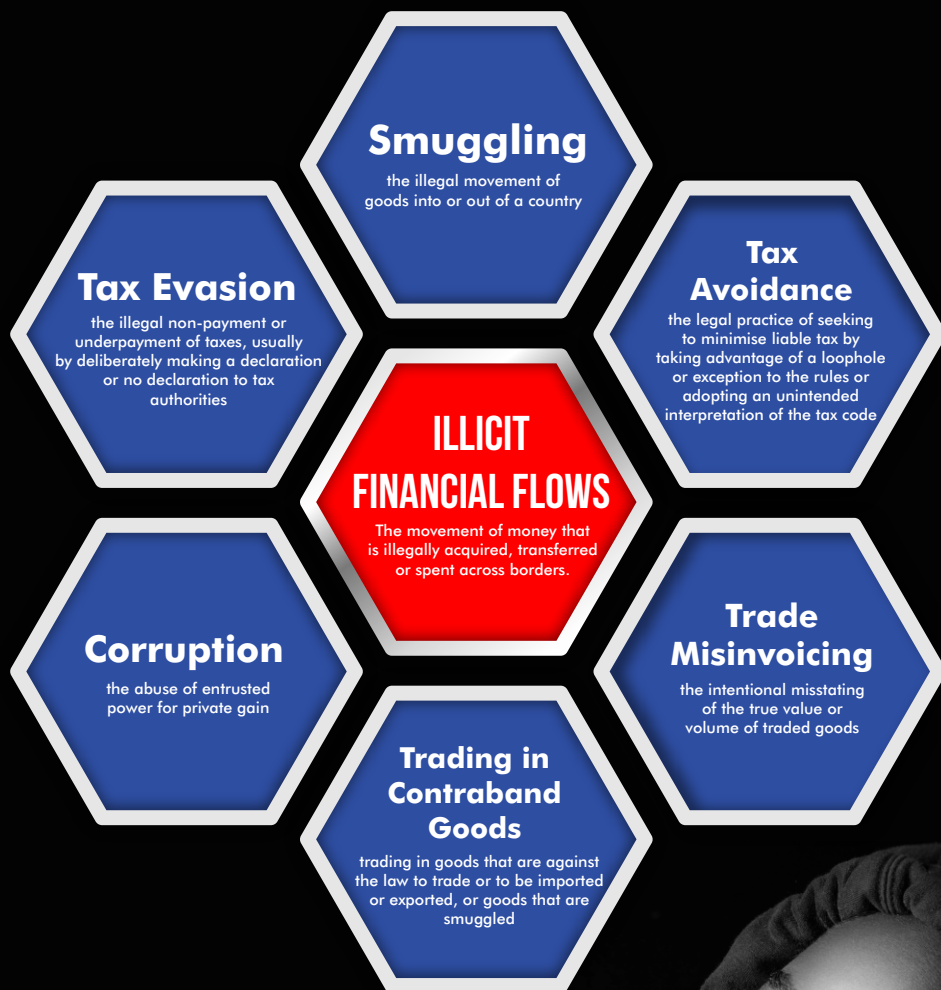 Smuggling
the illegal movement of
goods into or out of a country
Tax Evasion
the illegal non-payment or
underpayment of taxes, usually
by deliberately making a declaration
or no declaration to tax
authorities
Tax
Avoidance
the legal practice of seeking
to minimise liable tax by
taking advantage of a loophole
or exception to the rules or
adopting an unintended
interpretation of the tax code
ILLICIT
FINANCIAL FLOWS
The movement of money that
is illegally acquired, transferred
or spent across borders.
Corruption
the abuse of entrusted
power for private gain
Trade
Misinvoicing
the intentional misstating
of the true value or
volume of traded goods
Trading in
Contraband
Goods
trading in goods that are against
the law to trade or to be imported
or exported, or goods that are
smuggled